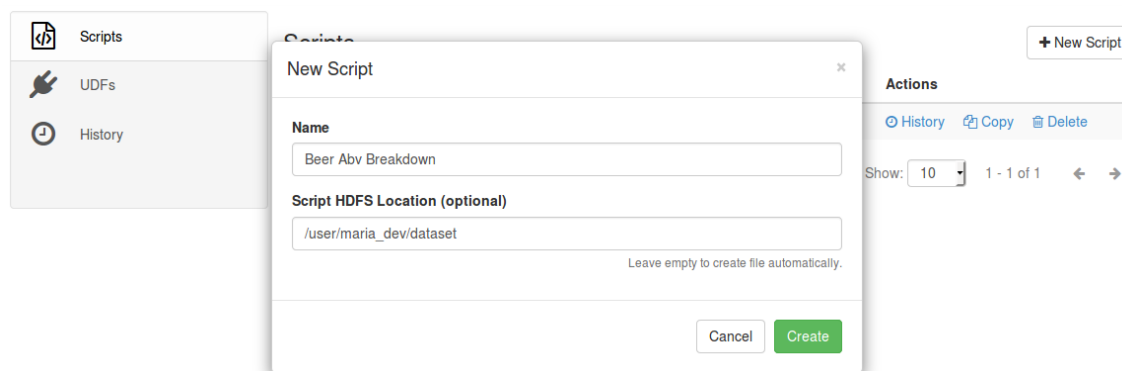 Scripts
UDFs
History
Scripts
+ New Script
New Script
×
Name
Beer Abv Breakdown
Script HDFS Location (optional)
/user/maria_dev/dataset
Leave empty to create file automatically.
Cancel
Create
Actions
History Copy Delete
Show: 10 1 - 1 of 1